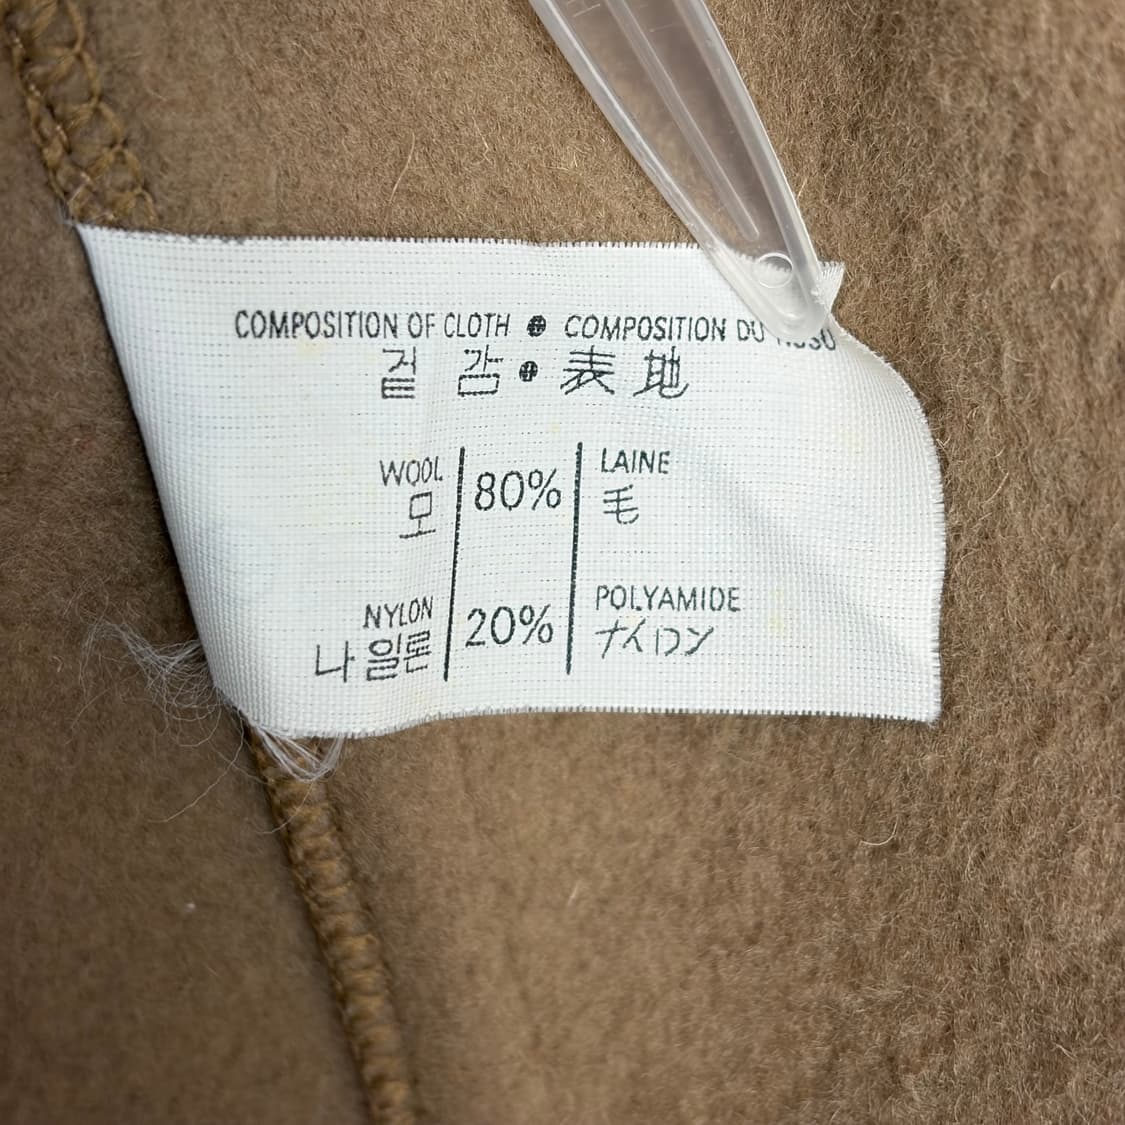 COMPOSITION OF CLOTH ● COMPOSITION DU
겉 감 ● 表 地
WOOL 80% LAINE
모 毛
NYLON 20% POLYAMIDE
나일론 ナイロン